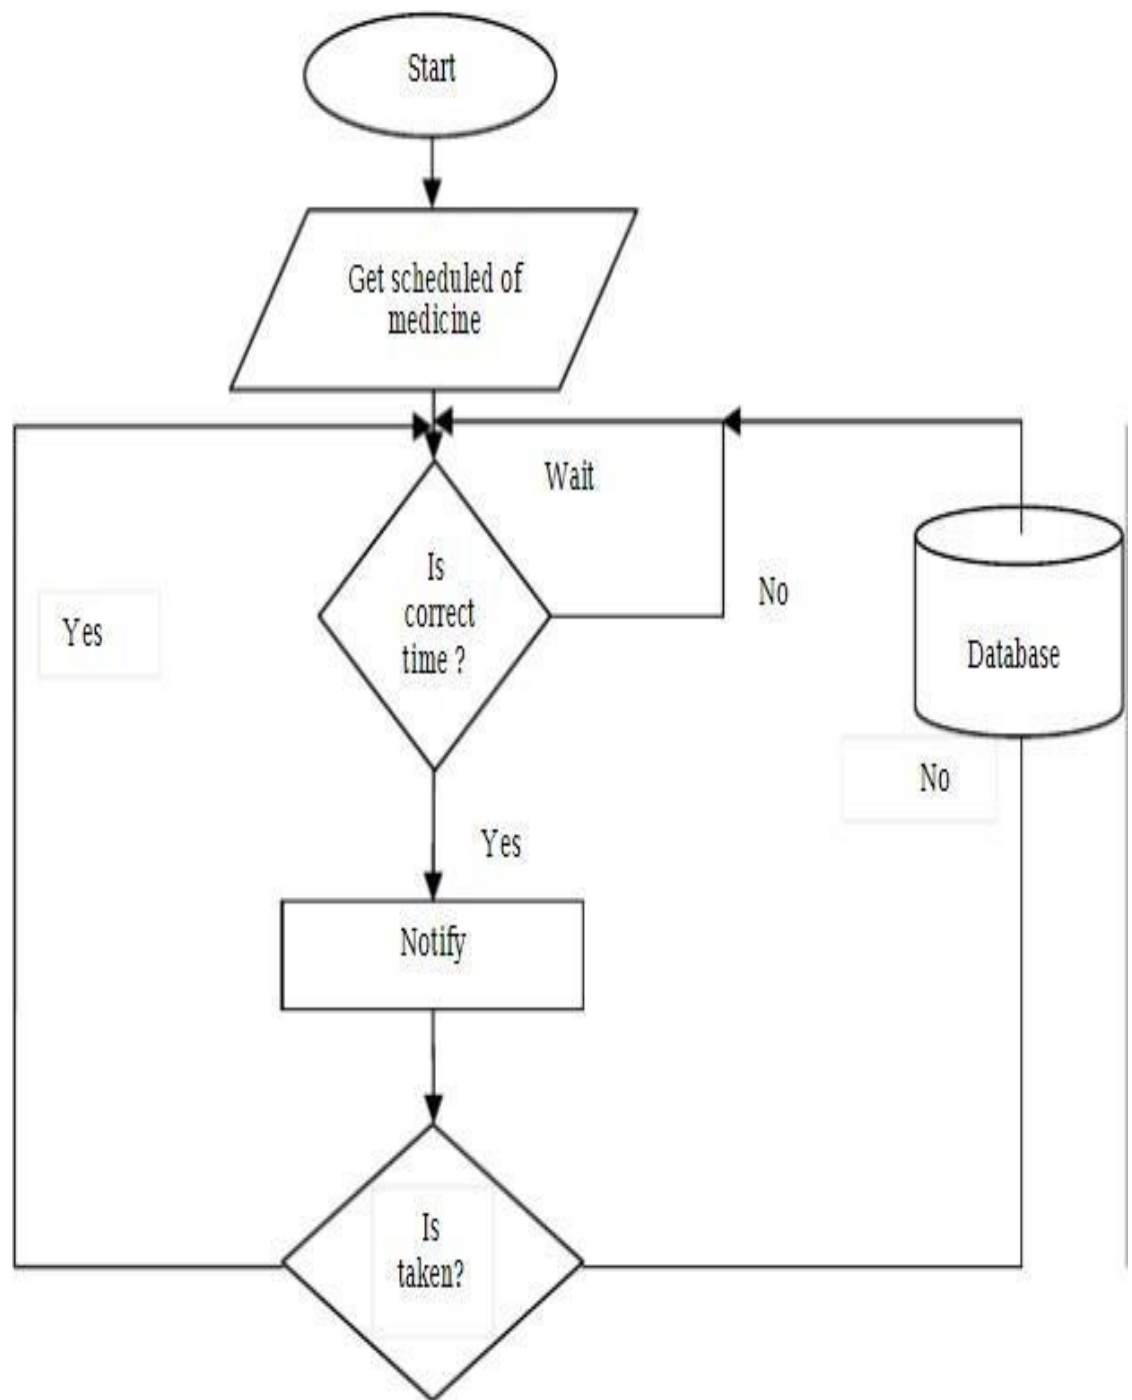 Start
Get scheduled of
medicine
Wait
Is
correct
time ?
No
Yes
Database
No
Yes
Notify
Is
taken?